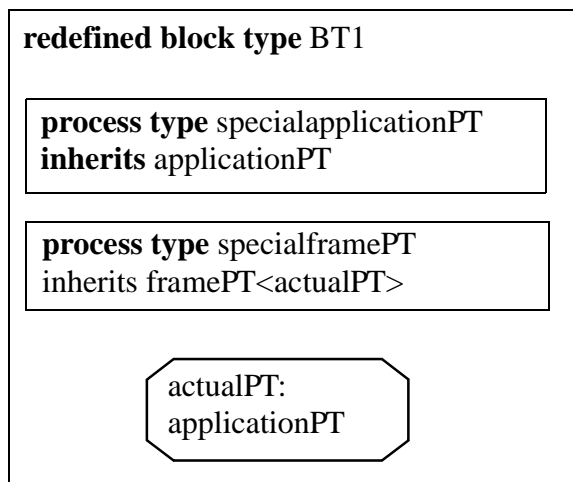 redefined block type BT1
process type specialapplicationPT
inherits applicationPT
process type specialframePT
inherits framePT<actualPT>
actualPT:
applicationPT